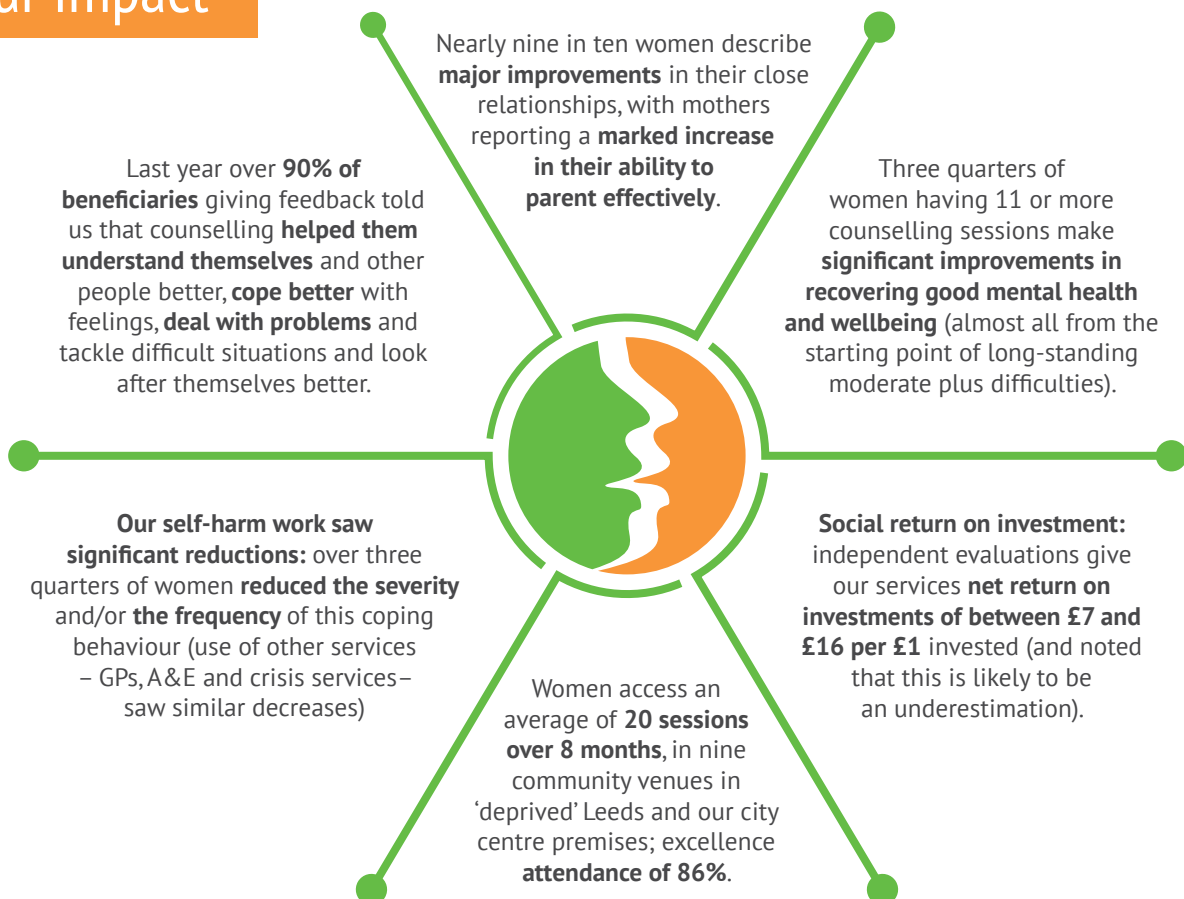 ur impact
Nearly nine in ten women describe
major improvements in their close
relationships, with mothers
reporting a marked increase
in their ability to
parent effectively.
Last year over 90% of
beneficiaries giving feedback told
us that counselling helped them
understand themselves and other
people better, cope better with
feelings, deal with problems and
tackle difficult situations and look
after themselves better.
Three quarters of
women having 11 or more
counselling sessions make
significant improvements in
recovering good mental health
and wellbeing (almost all from the
starting point of long-standing
moderate plus difficulties).
Our self-harm work saw
significant reductions: over three
quarters of women reduced the severity
and/or the frequency of this coping
behaviour (use of other services
– GPs, A&E and crisis services–
saw similar decreases)
Women access an
average of 20 sessions
over 8 months, in nine
community venues in
‘deprived’ Leeds and our city
centre premises; excellence
attendance of 86%.
Social return on investment:
independent evaluations give
our services net return on
investments of between £7 and
£16 per £1 invested (and noted
that this is likely to be
an underestimation).